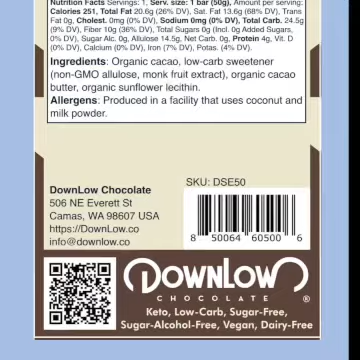 Nutrition Facts Servings: 1, Serv. size: 1 bar (50g), Amount per serving:
Calories 251, Total Fat 20.6g (26% DV), Sat. Fat 13.6g (68% DV), Trans
Fat 0g, Cholest. 0mg (0% DV), Sodium 0mg (0% DV), Total Carb. 24.5g
(9% DV), Fiber 10g (36% DV), Total Sugars 0g (Incl. 0g Added Sugars,
0% DV), Sugar Alc. 0g, Allulose 14.5g, Net Carb. 0g, Protein 4g, Vit. D
(0% DV), Calcium (0% DV), Iron (7% DV), Potas. (4% DV).
Ingredients: Organic cacao, low-carb sweetener
(non-GMO allulose, monk fruit extract), organic cacao
butter, organic sunflower lecithin.
Allergens: Produced in a facility that uses coconut and
milk powder.
SKU: DSE50
DownLow Chocolate
506 NE Everett St
Camas, WA 98607 USA
https://DownLow.co
info@downlow.co
8 50064 60500 6
DOWNLOW
CHOCOLATE ®
Keto, Low-Carb, Sugar-Free,
Sugar-Alcohol-Free, Vegan, Dairy-Free